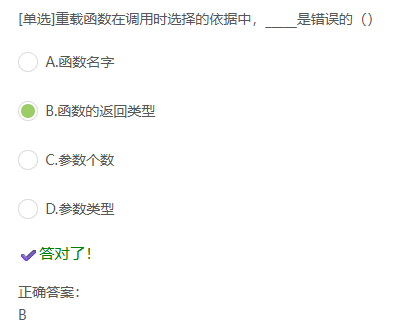 [单选]重载函数在调用时选择的依据中，_____是错误的（）
A.函数名字
B.函数的返回类型
C.参数个数
D.参数类型
答对了!
正确答案：
B